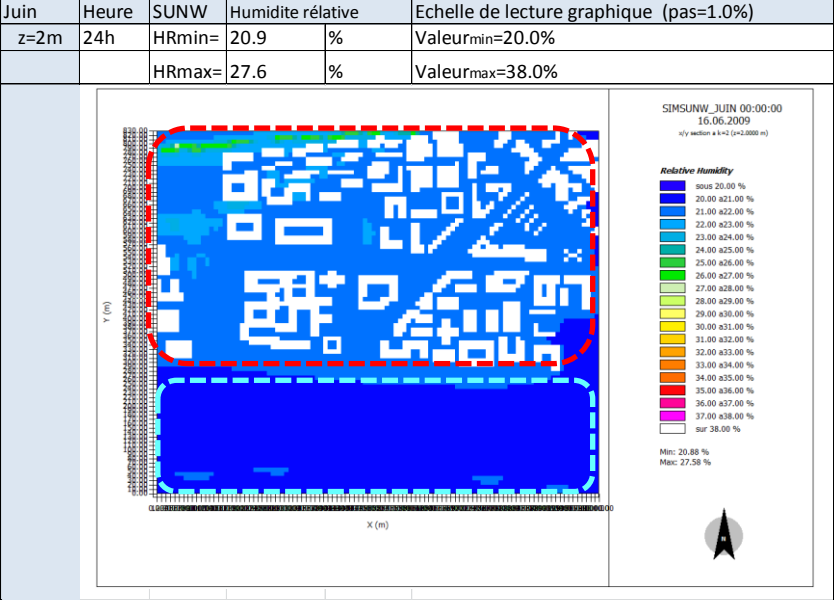 Juin Heure SUNW Humidite rélative Echelle de lecture graphique (pas=1.0%)
z=2m 24h HRmin= 20.9 % Valeurmin=20.0%
HRmax= 27.6 % Valeurmax=38.0%
SIMSUNW_JUIN 00:00:00
16.06.2009
x/y section a k=2 (z=2.0000 m)
Relative Humidity
sous 20.00 %
20.00 a21.00 %
21.00 a22.00 %
22.00 a23.00 %
23.00 a24.00 %
24.00 a25.00 %
25.00 a26.00 %
26.00 a27.00 %
27.00 a28.00 %
28.00 a29.00 %
29.00 a30.00 %
30.00 a31.00 %
31.00 a32.00 %
32.00 a33.00 %
33.00 a34.00 %
34.00 a35.00 %
35.00 a36.00 %
36.00 a37.00 %
37.00 a38.00 %
sur 38.00 %
Min: 20.88 %
Max: 27.58 %
Y (m)
X (m)
N